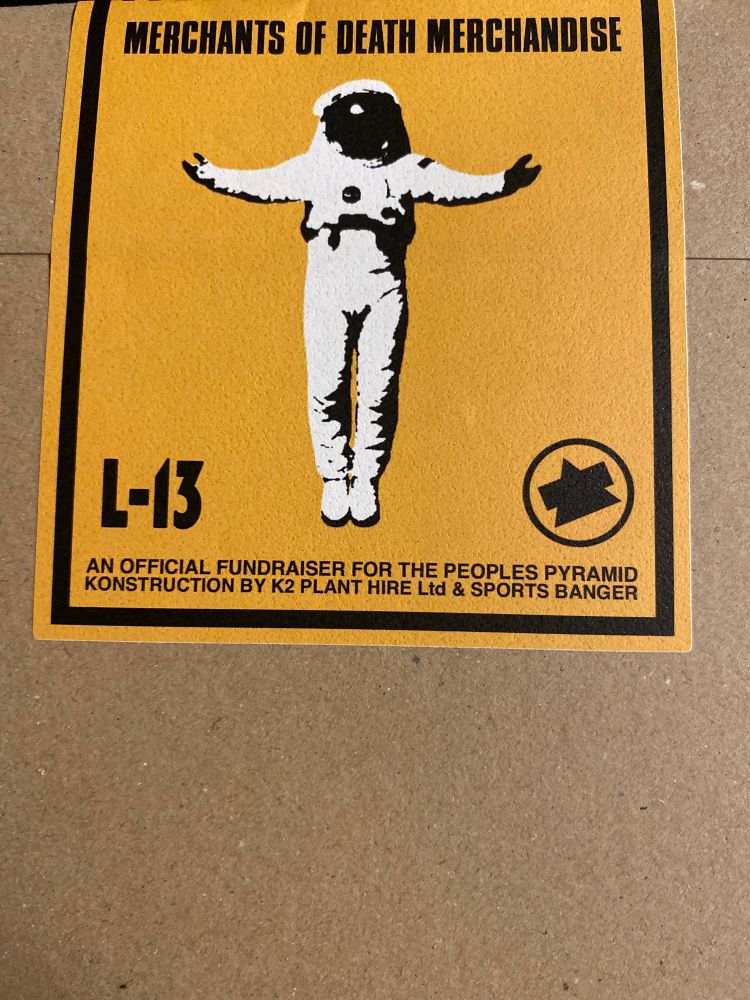 MERCHANTS OF DEATH MERCHANDISE
L-13
AN OFFICIAL FUNDRAISER FOR THE PEOPLES PYRAMID
KONSTRUCTION BY K2 PLANT HIRE Ltd & SPORTS BANGER